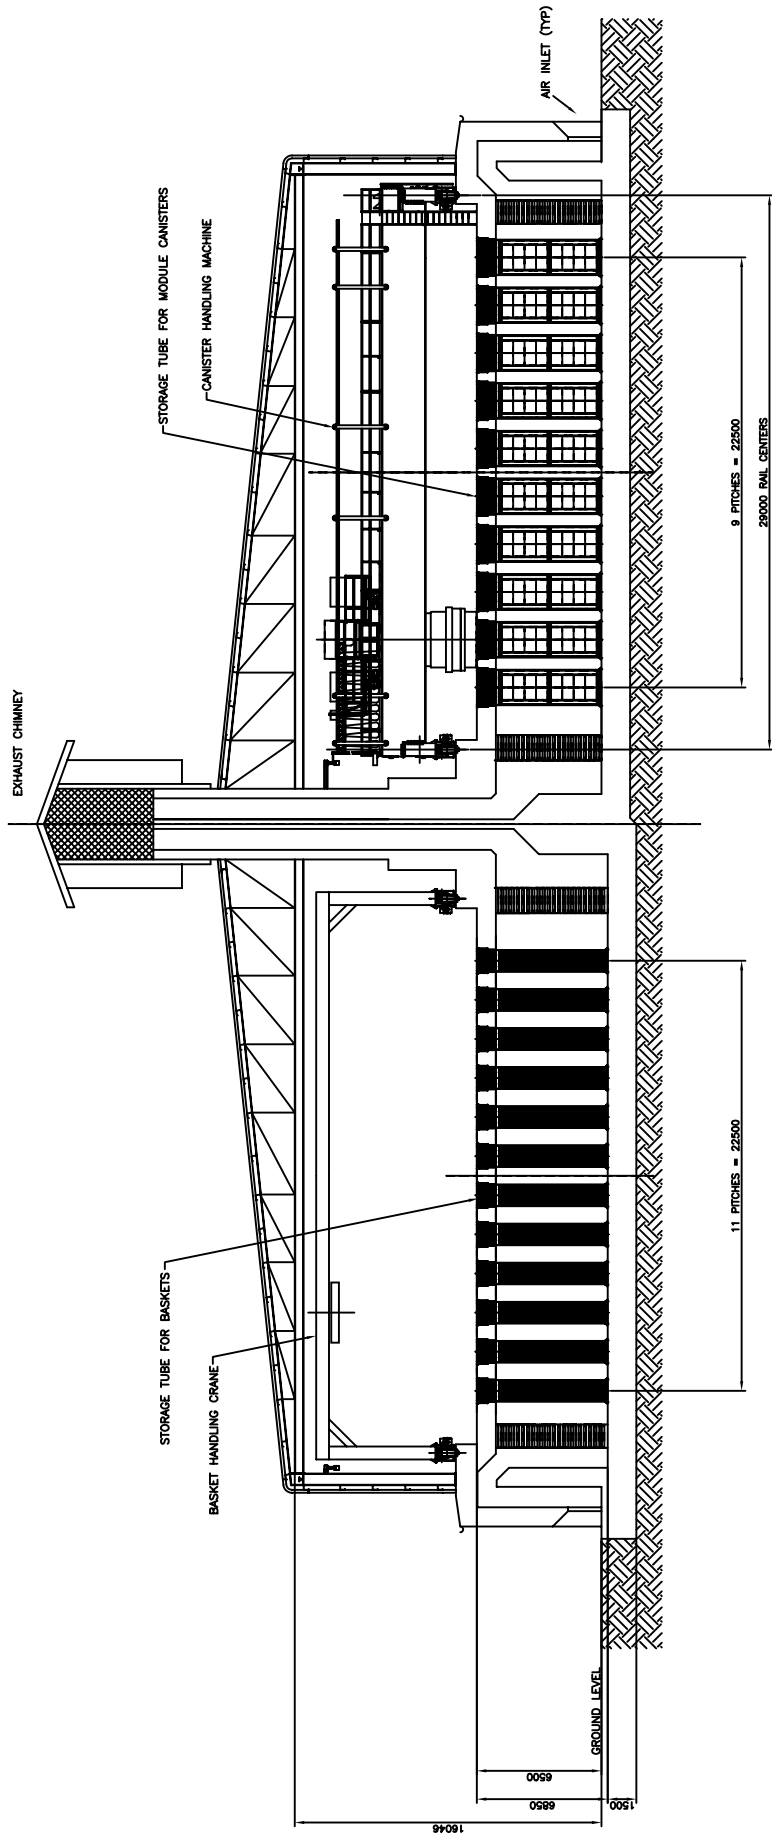 EXHAUST CHIMNEY
STORAGE TUBE FOR BASKETS
BASKET HANDLING CRANE
STORAGE TUBE FOR MODULE CANISTERS
CANISTER HANDLING MACHINE
AIR INLET (TYP)
GROUND LEVEL
16046
6850
6500
1500
11 PITCHES = 22500
9 PITCHES = 22500
29000 RAIL CENTERS